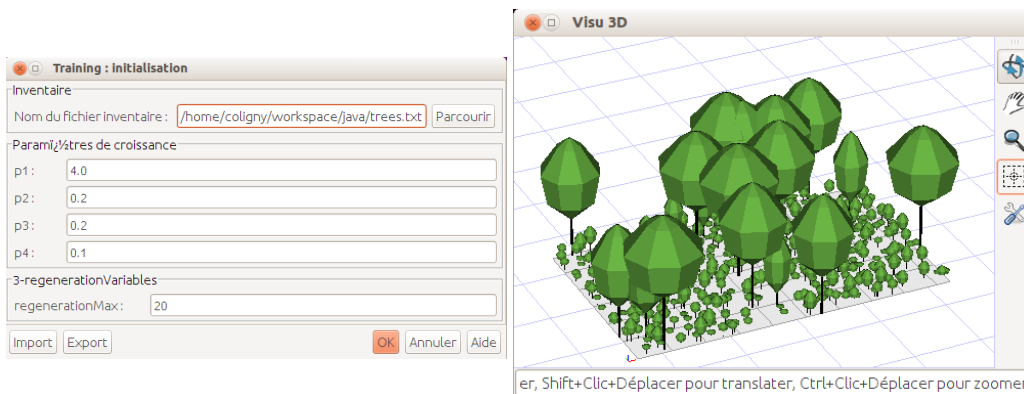 Training : initialisation
Inventaire
Nom du fichier inventaire : /home/coligny/workspace/java/trees.txt Parcourir
Paramï¿½tres de croissance
p1 : 4.0
p2 : 0.2
p3 : 0.2
p4 : 0.1
3-regenerationVariables
regenerationMax : 20
Import Export OK Annuler Aide
Visu 3D
er, Shift+Clic+Déplacer pour translater, Ctrl+Clic+Déplacer pour zoomer